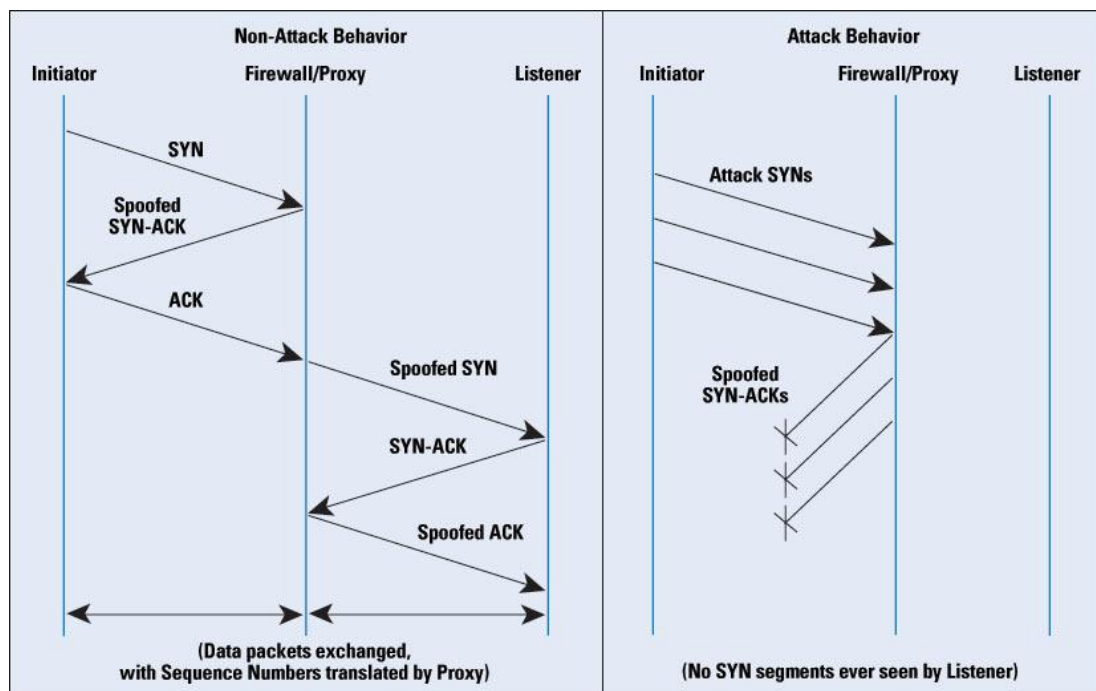 Non-Attack Behavior
Initiator
Firewall/Proxy
Listener
SYN
Spoofed
SYN-ACK
ACK
Spoofed SYN
SYN-ACK
Spoofed ACK
(Data packets exchanged,
with Sequence Numbers translated by Proxy)
Attack Behavior
Initiator
Firewall/Proxy
Listener
Attack SYNs
Spoofed
SYN-ACKs
(No SYN segments ever seen by Listener)